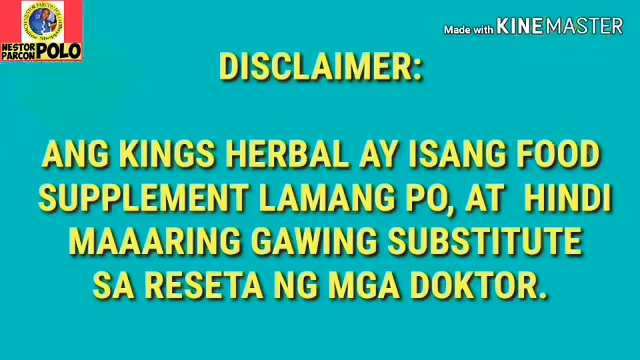 NESTOR PARCON POLO
Made with KINEMASTER
DISCLAIMER:
ANG KINGS HERBAL AY ISANG FOOD
SUPPLEMENT LAMANG PO, AT HINDI
MAAARING GAWING SUBSTITUTE
SA RESETA NG MGA DOKTOR.